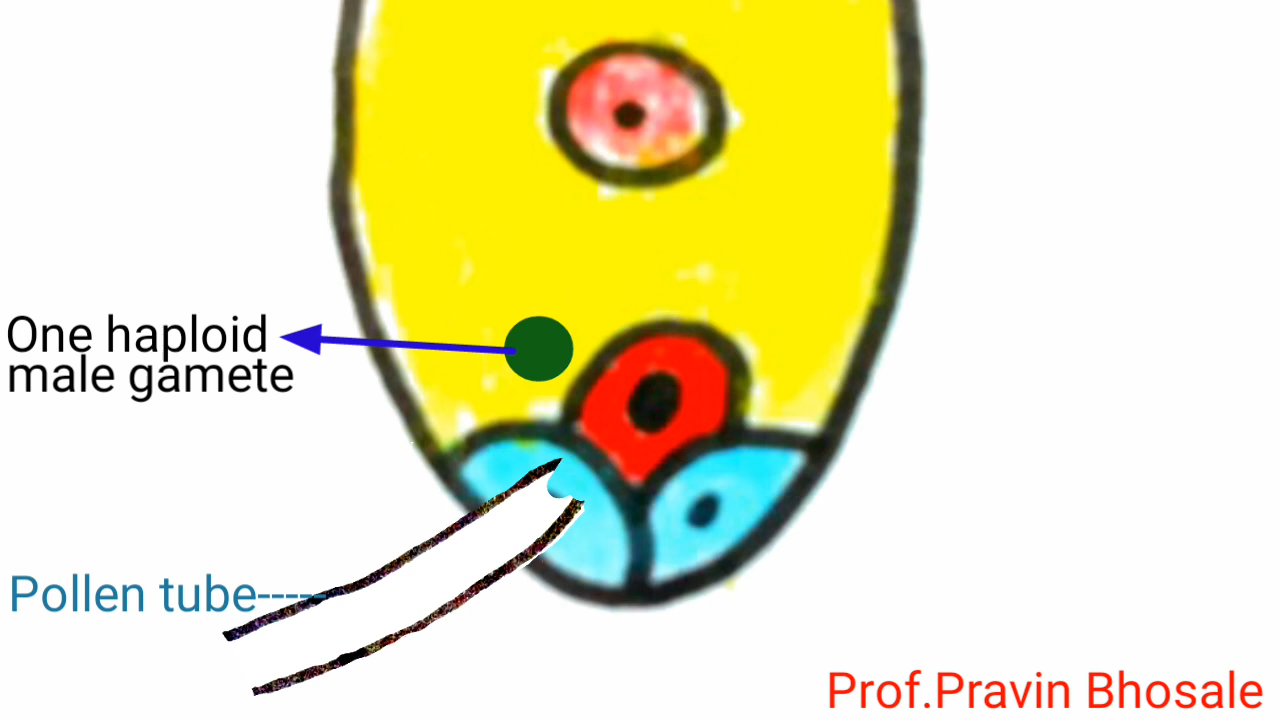 One haploid
male gamete
Pollen tube-----
Prof.Pravin Bhosale